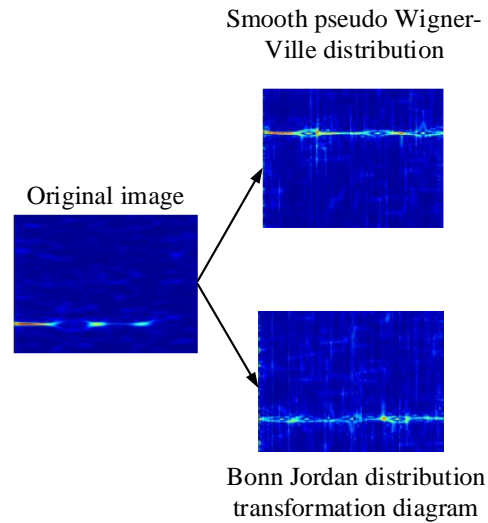 Smooth pseudo Wigner-
Ville distribution
Original image
Bonn Jordan distribution
transformation diagram